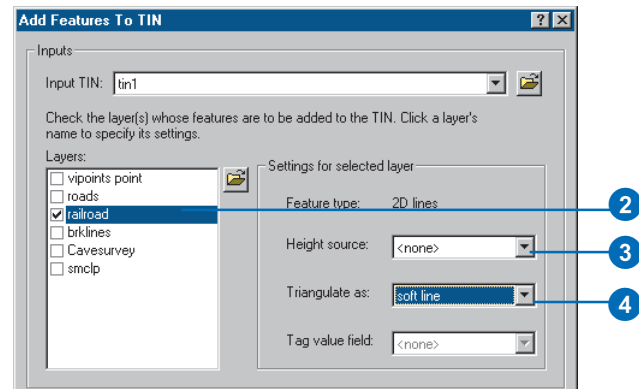 Add Features To TIN
Inputs
Input TIN: tin1
Check the layer(s) whose features are to be added to the TIN. Click a layer's
name to specify its settings.
Layers:
vipoints point
roads
railroad
brklines
Cavesurvey
smclp
Settings for selected layer
Feature type: 2D lines
Height source: <none>
Triangulate as: soft line
Tag value field: <none>
2
3
4